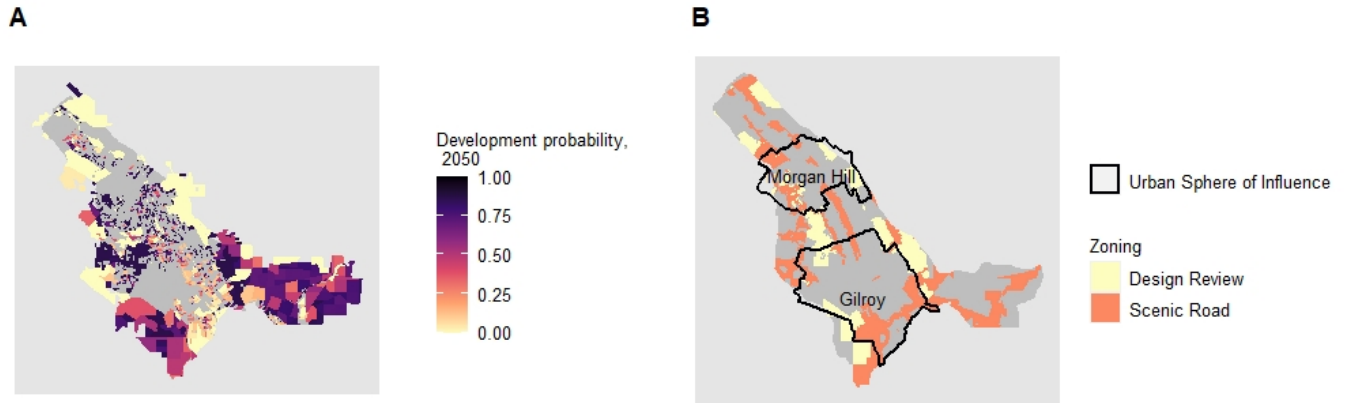 A
Development probability,
2050
1.00
0.75
0.50
0.25
0.00
B
Morgan Hill
Gilroy
Urban Sphere of Influence
Zoning
Design Review
Scenic Road